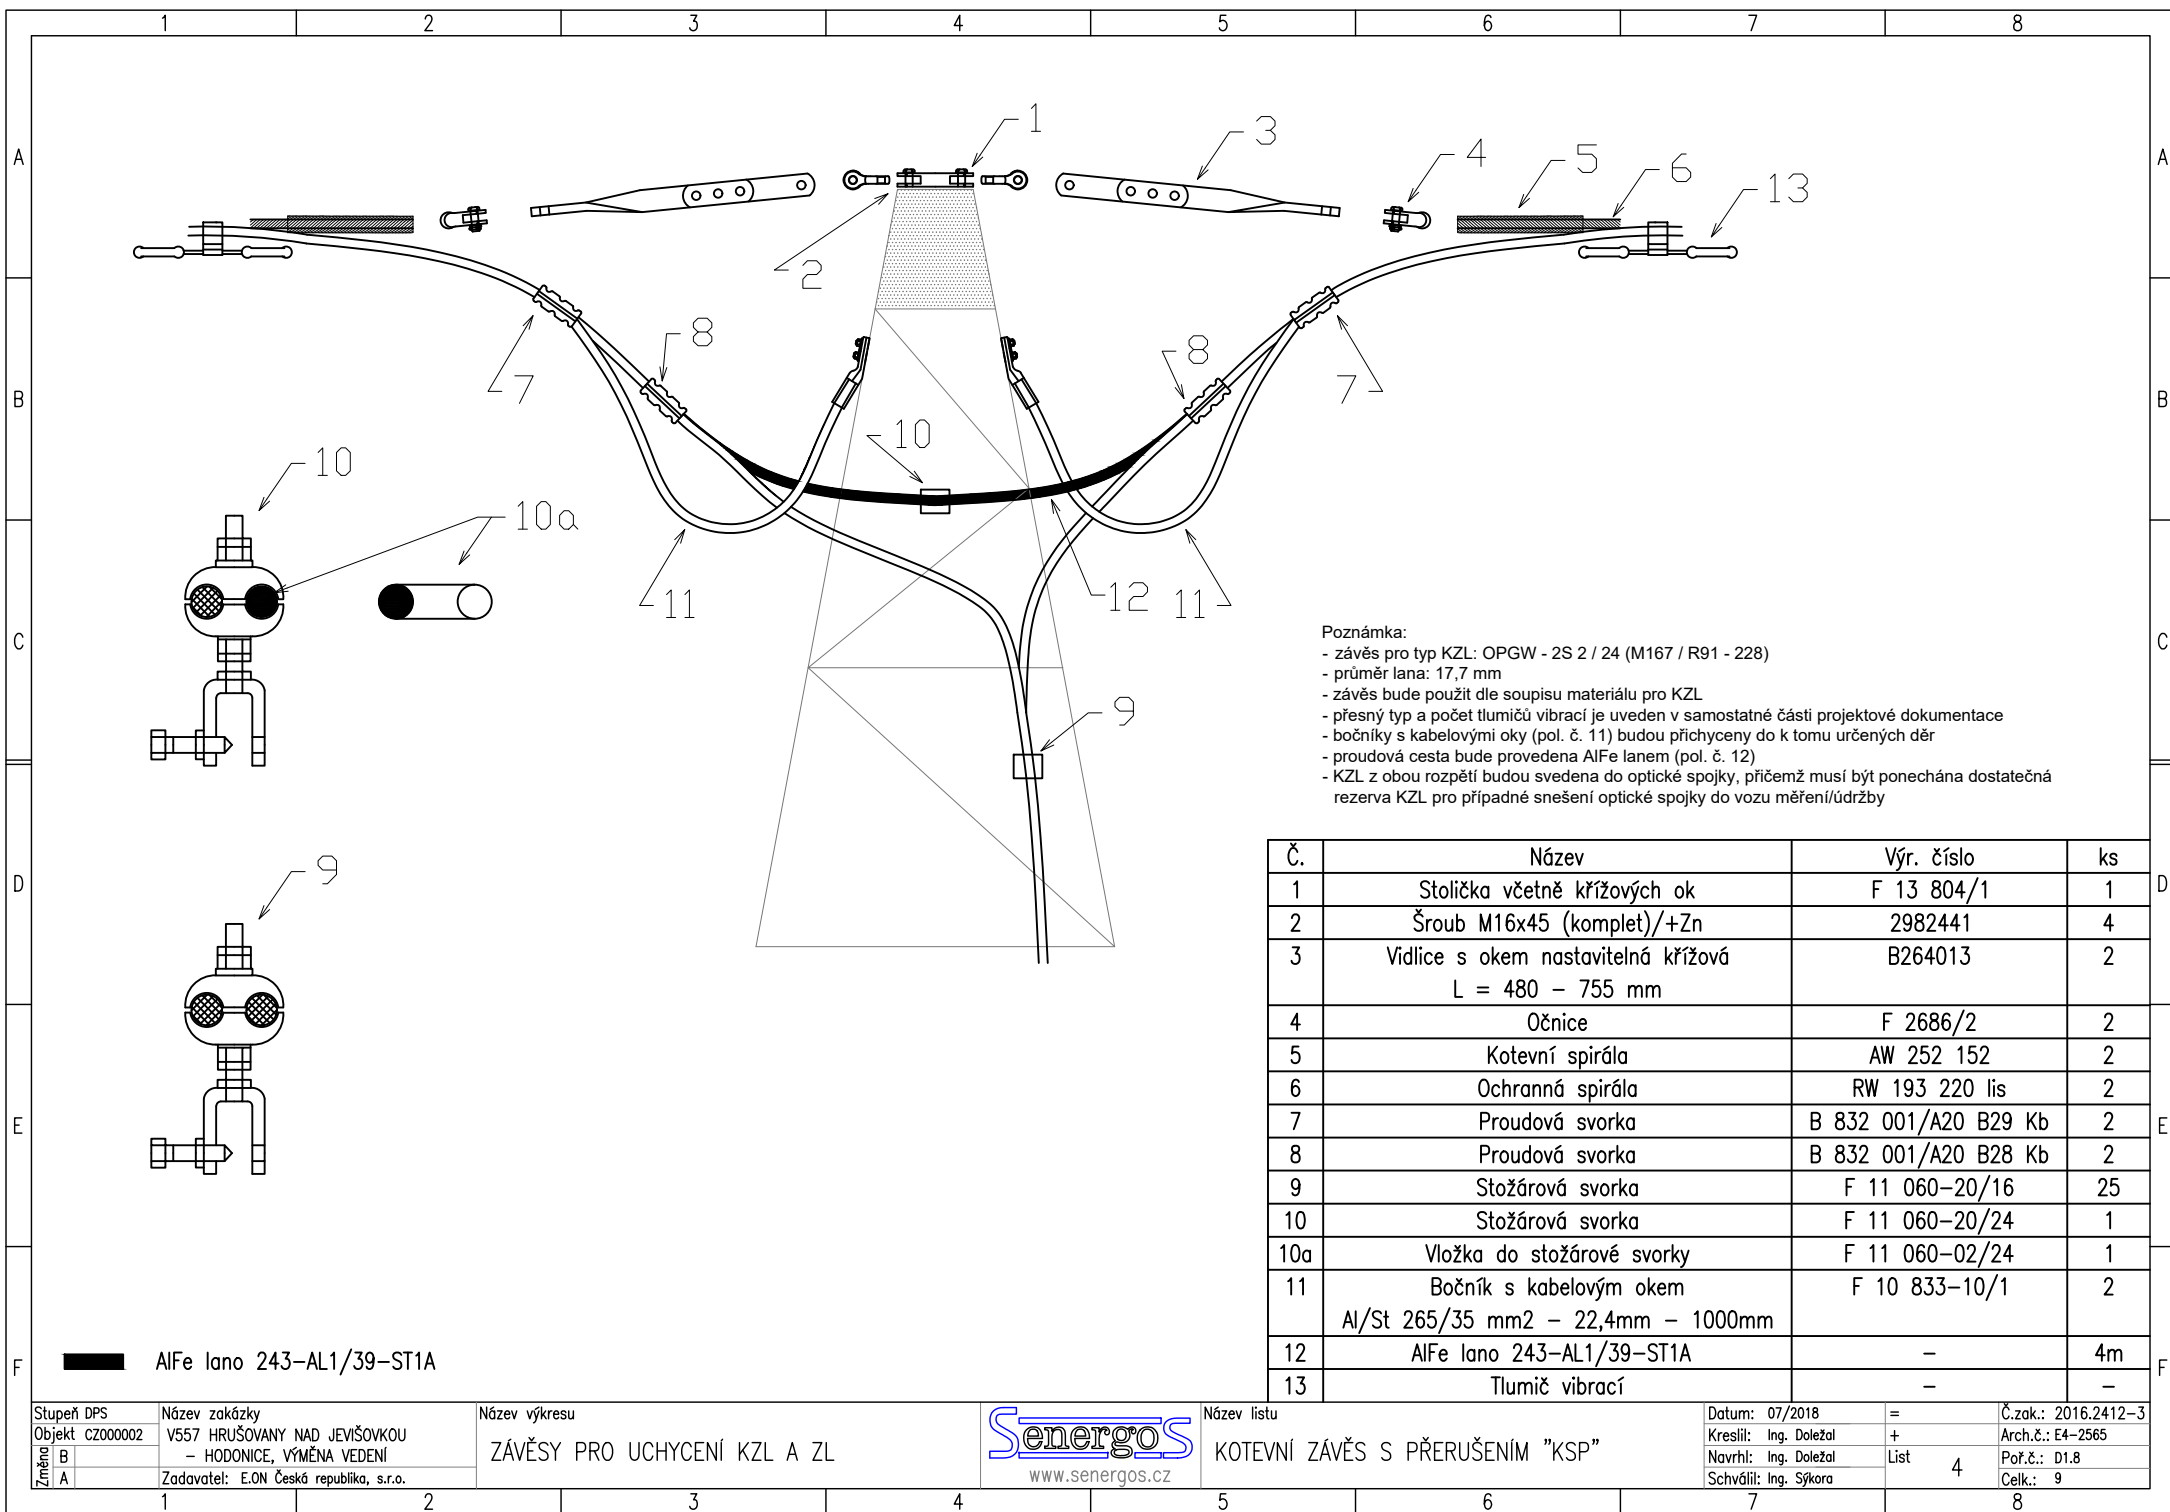 1 2 3 4 5 6 7 8
A A
B B
C C
D D
E E
F F
1
3
4
5
6
13
2
7
8
8
7
10
10
10a
11
12
11
9
9
Poznámka:
- závěs pro typ KZL: OPGW - 2S 2 / 24 (M167 / R91 - 228)
- průměr lana: 17,7 mm
- závěs bude použit dle soupisu materiálu pro KZL
- přesný typ a počet tlumičů vibrací je uveden v samostatné části projektové dokumentace
- bočníky s kabelovými oky (pol. č. 11) budou přichyceny do k tomu určených děr
- proudová cesta bude provedena AlFe lanem (pol. č. 12)
- KZL z obou rozpětí budou svedena do optické spojky, přičemž musí být ponechána dostatečná
rezerva KZL pro případné snešení optické spojky do vozu měření/údržby
Č. Název Výr. číslo ks
1 Stolička včetně křížových ok F 13 804/1 1
2 Šroub M16x45 (komplet)/+Zn 2982441 4
3 Vidlice s okem nastavitelná křížová B264013 2
L = 480 – 755 mm
4 Očnice F 2686/2 2
5 Kotevní spirála AW 252 152 2
6 Ochranná spirála RW 193 220 lis 2
7 Proudová svorka B 832 001/A20 B29 Kb 2
8 Proudová svorka B 832 001/A20 B28 Kb 2
9 Stožárová svorka F 11 060–20/16 25
10 Stožárová svorka F 11 060–20/24 1
10a Vložka do stožárové svorky F 11 060–02/24 1
11 Bočník s kabelovým okem F 10 833–10/1 2
Al/St 265/35 mm2 – 22,4mm – 1000mm
12 AlFe lano 243–AL1/39–ST1A – 4m
13 Tlumič vibrací – –
AlFe lano 243–AL1/39–ST1A
Stupeň DPS
Objekt CZ000002
Změna
B
A
Název zakázky
V557 HRUŠOVANY NAD JEVIŠOVKOU
– HODONICE, VÝMĚNA VEDENÍ
Zadavatel: E.ON Česká republika, s.r.o.
Název výkresu
ZÁVĚSY PRO UCHYCENÍ KZL A ZL
SenergoS
www.senergos.cz
Název listu
KOTEVNÍ ZÁVĚS S PŘERUŠENÍM "KSP"
Datum: 07/2018
Kreslil: Ing. Doležal
Navrhl: Ing. Doležal
Schválil: Ing. Sýkora
=
+
List 4
Č.zak.: 2016.2412–3
Arch.č.: E4–2565
Poř.č.: D1.8
Celk.: 9
1 2 3 4 5 6 7 8